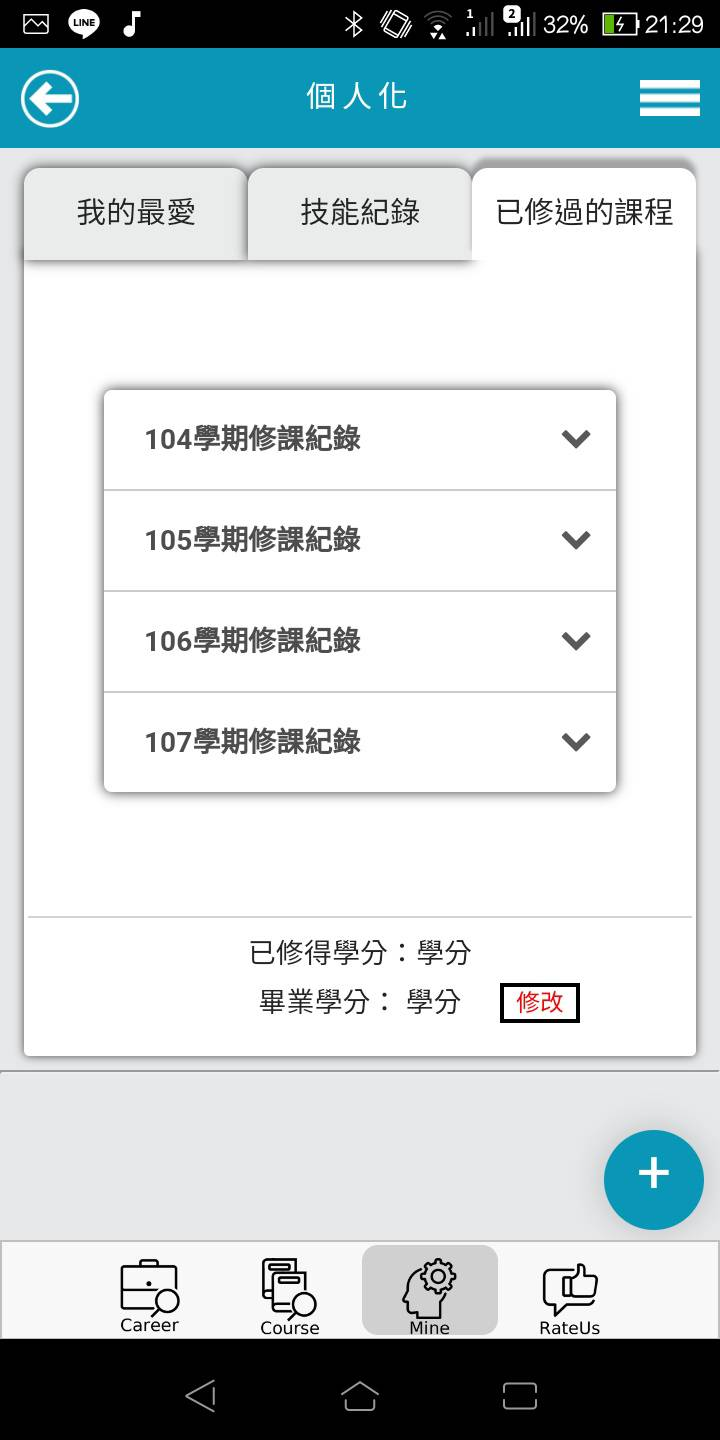 LINE 1 2 32% 21:29
個人化
我的最愛 技能紀錄 已修過的課程
104學期修課紀錄
105學期修課紀錄
106學期修課紀錄
107學期修課紀錄
已修得學分：學分
畢業學分： 學分 修改
+
Career Course Mine RateUs